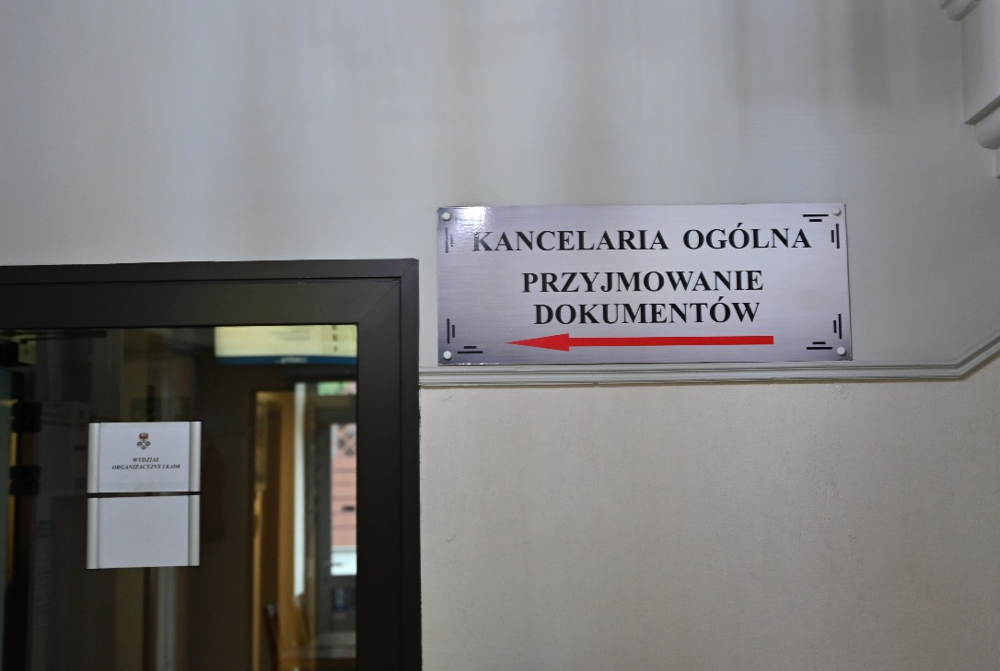 KANCELARIA OGÓLNA
PRZYJMOWANIE
DOKUMENTÓW
WYDZIAŁ
ORGANIZACYJNY I KADR